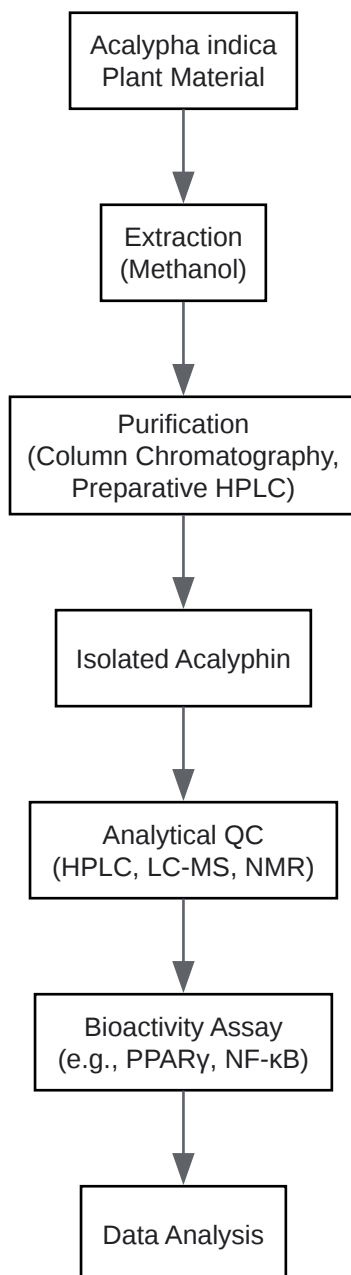 Acalypha indica
Plant Material
Extraction
(Methanol)
Purification
(Column Chromatography,
Preparative HPLC)
Isolated Acalyphin
Analytical QC
(HPLC, LC-MS, NMR)
Bioactivity Assay
(e.g., PPARγ, NF-κB)
Data Analysis